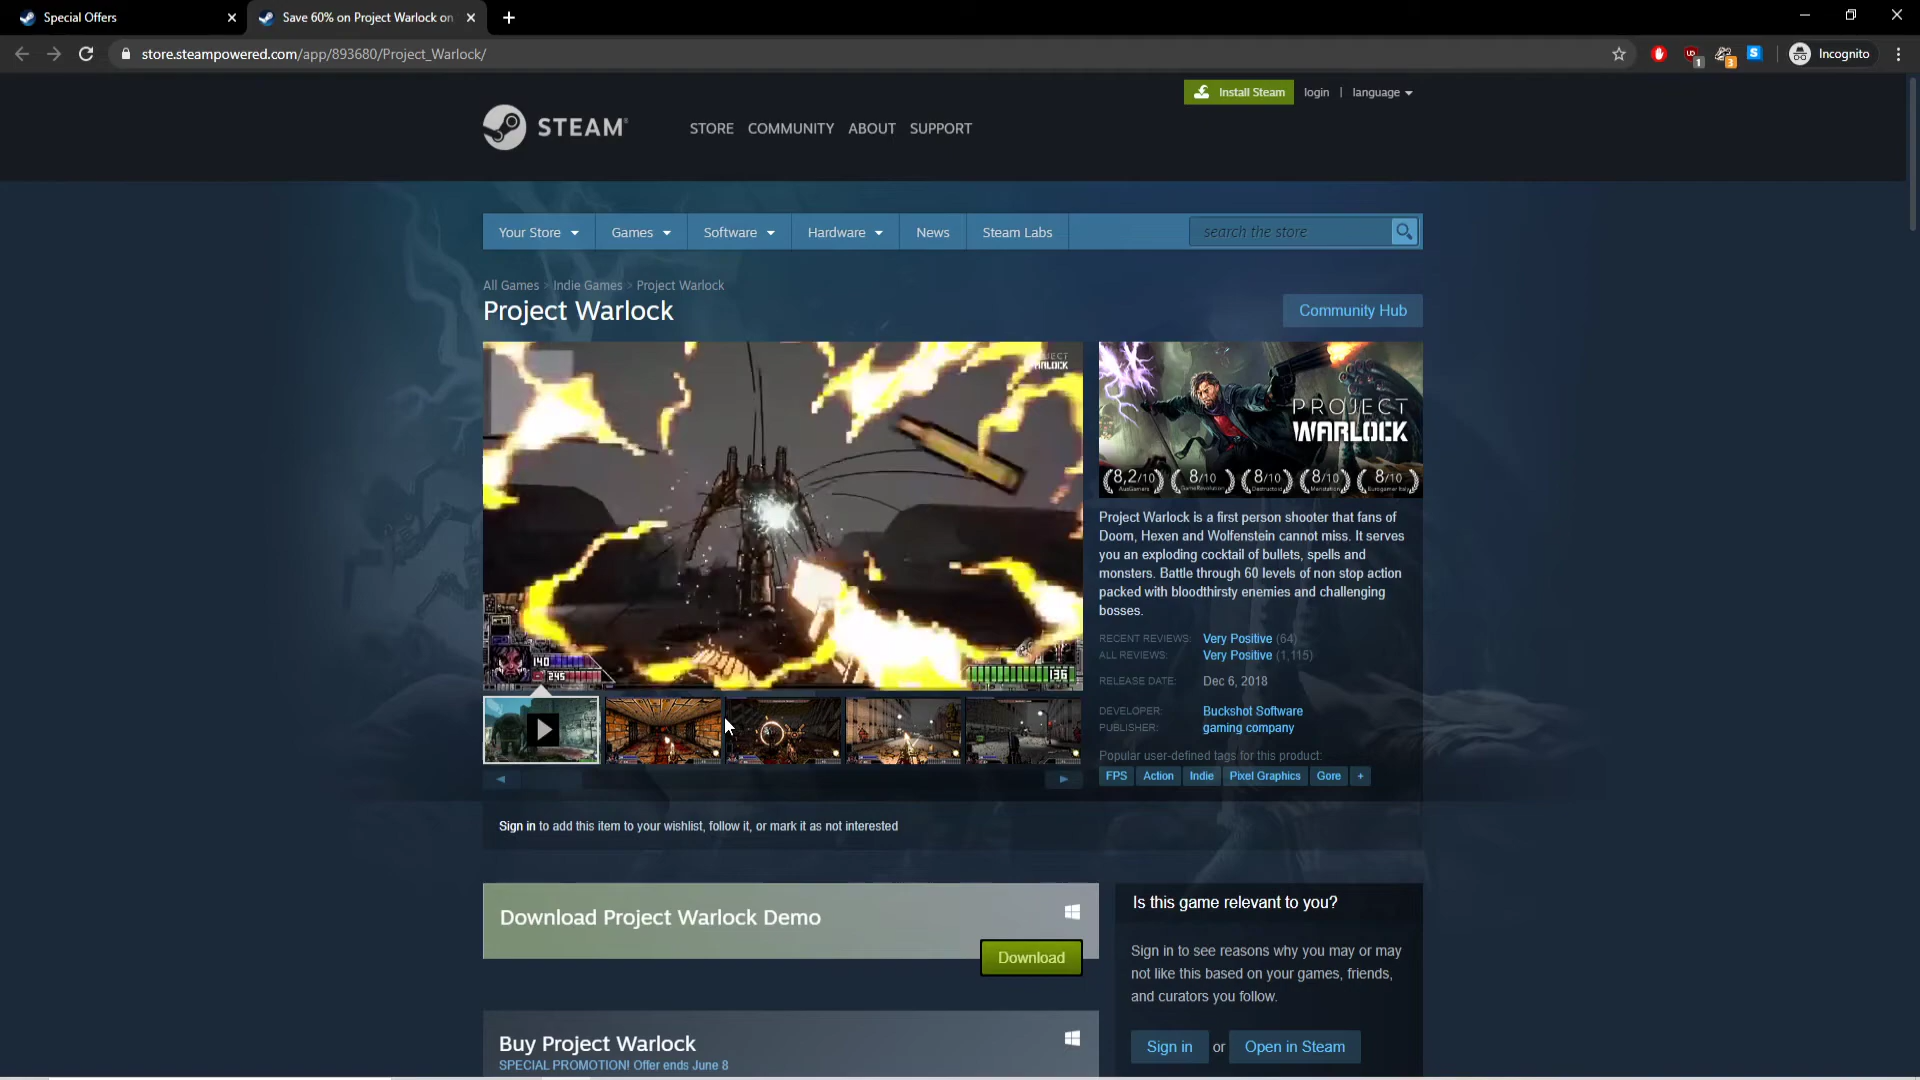 Special Offers
Save 60% on Project Warlock on
store.steampowered.com/app/893680/Project_Warlock/
1
3
S
Incognito
Install Steam
login | language
STEAM
STORE COMMUNITY ABOUT SUPPORT
Your Store
Games
Software
Hardware
News
Steam Labs
search the store
All Games > Indie Games > Project Warlock
Project Warlock
Community Hub
WARLOCK
140
245
136
PROJECT
WARLOCK
8,2/10
8/10
8/10
8/10
8/10
Project Warlock is a first person shooter that fans of
Doom, Hexen and Wolfenstein cannot miss. It serves
you an exploding cocktail of bullets, spells and
monsters. Battle through 60 levels of non stop action
packed with bloodthirsty enemies and challenging
bosses.
RECENT REVIEWS: Very Positive (64)
ALL REVIEWS: Very Positive (1,115)
RELEASE DATE: Dec 6, 2018
DEVELOPER: Buckshot Software
PUBLISHER: gaming company
Popular user-defined tags for this product:
FPS Action Indie Pixel Graphics Gore +
Sign in to add this item to your wishlist, follow it, or mark it as not interested
Download Project Warlock Demo
Download
Is this game relevant to you?
Sign in to see reasons why you may or may
not like this based on your games, friends,
and curators you follow.
Sign in or Open in Steam
Buy Project Warlock
SPECIAL PROMOTION! Offer ends June 8